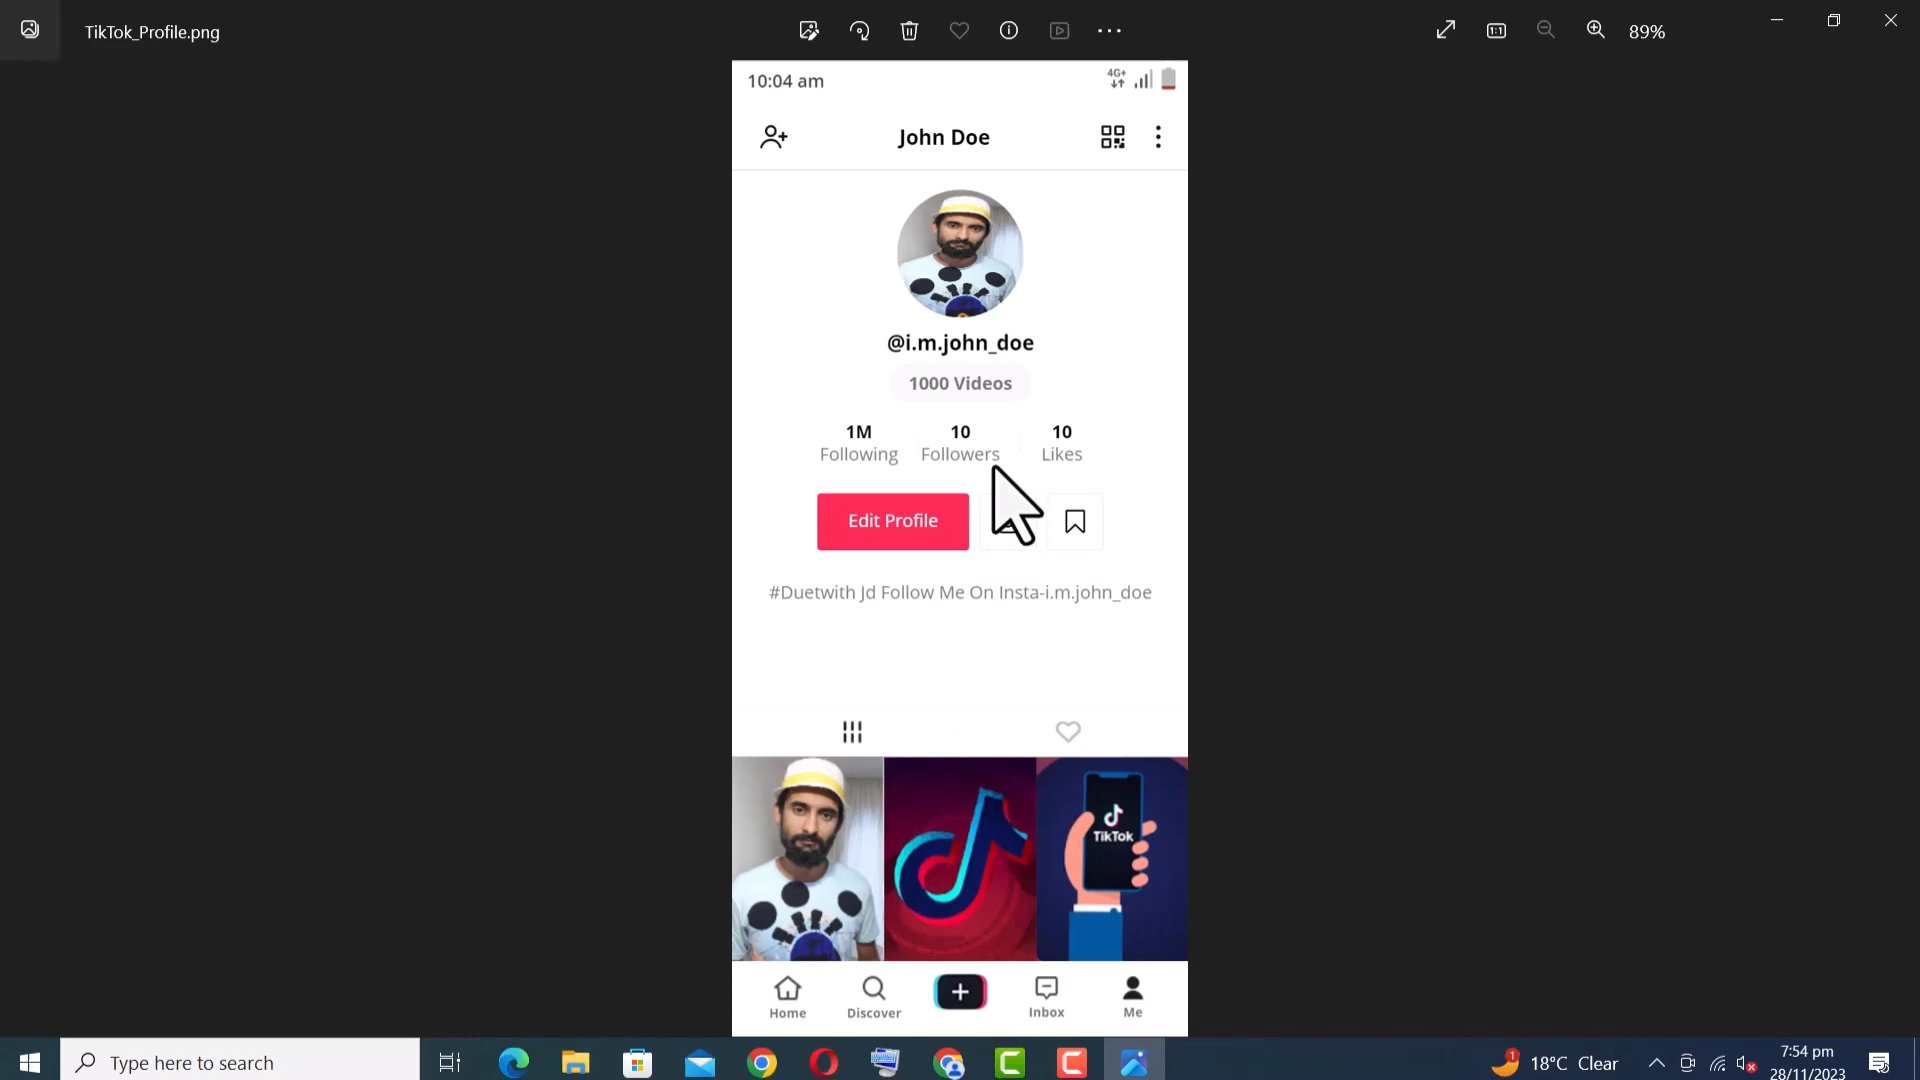 TikTok_Profile.png
89%
10:04 am
4G+
John Doe
@i.m.john_doe
1000 Videos
1M 10 10
Following Followers Likes
Edit Profile
#Duetwith Jd Follow Me On Insta-i.m.john_doe
TikTok
Home Discover Inbox Me
Type here to search
1
18°C Clear
7:54 pm
28/11/2023